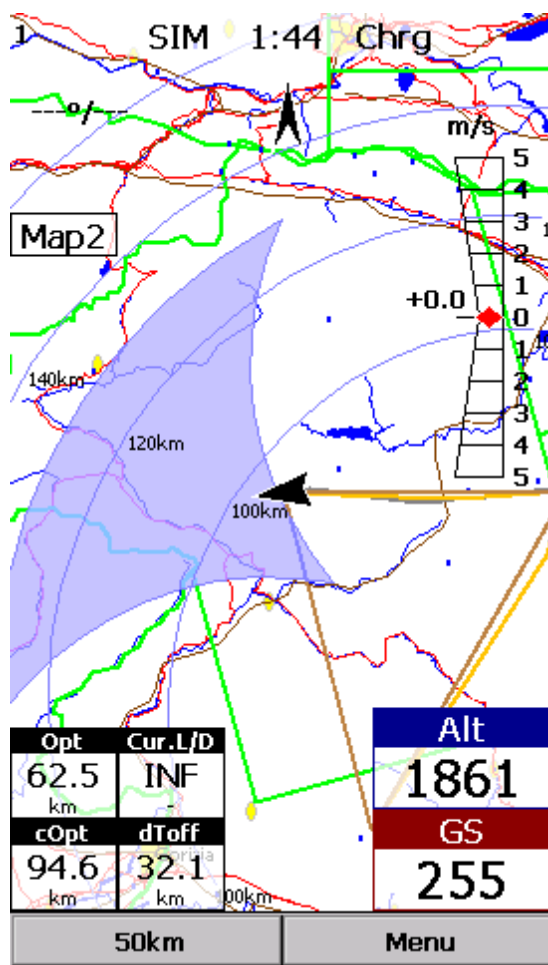 1 SIM 1:44 Chrg
---o/---
m/s
5
4
3
Map2
2
1
+0.0
0
1
2
140km
3
120km
4
5
100km
Opt Cur.L/D
62.5 INF
km -
cOpt dToff
94.6 32.1
km km
Alt
1861
GS
255
00km
50km Menu